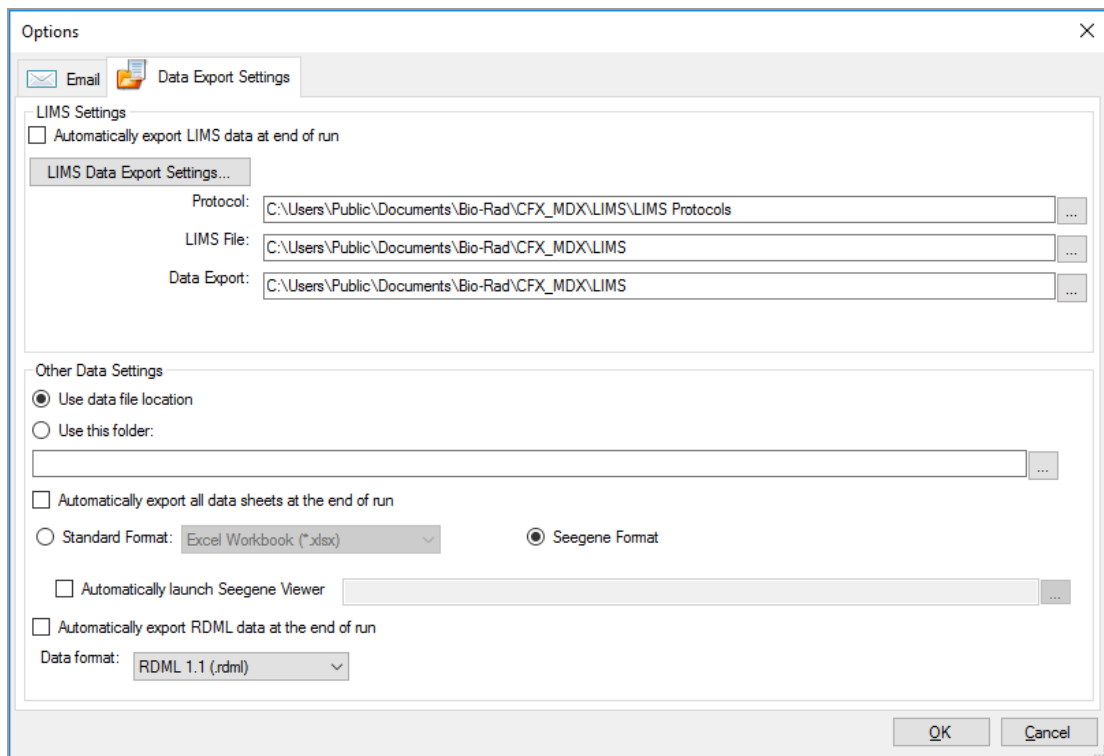 Options
Email Data Export Settings
LIMS Settings
Automatically export LIMS data at end of run
LIMS Data Export Settings...
Protocol: C:\Users\Public\Documents\Bio-Rad\CFX_MDX\LIMS\LIMS Protocols ...
LIMS File: C:\Users\Public\Documents\Bio-Rad\CFX_MDX\LIMS ...
Data Export: C:\Users\Public\Documents\Bio-Rad\CFX_MDX\LIMS ...
Other Data Settings
Use data file location
Use this folder:
...
Automatically export all data sheets at the end of run
Standard Format: Excel Workbook (*.xlsx) Seegene Format
Automatically launch Seegene Viewer ...
Automatically export RDML data at the end of run
Data format: RDML 1.1 (.rdml)
OK Cancel